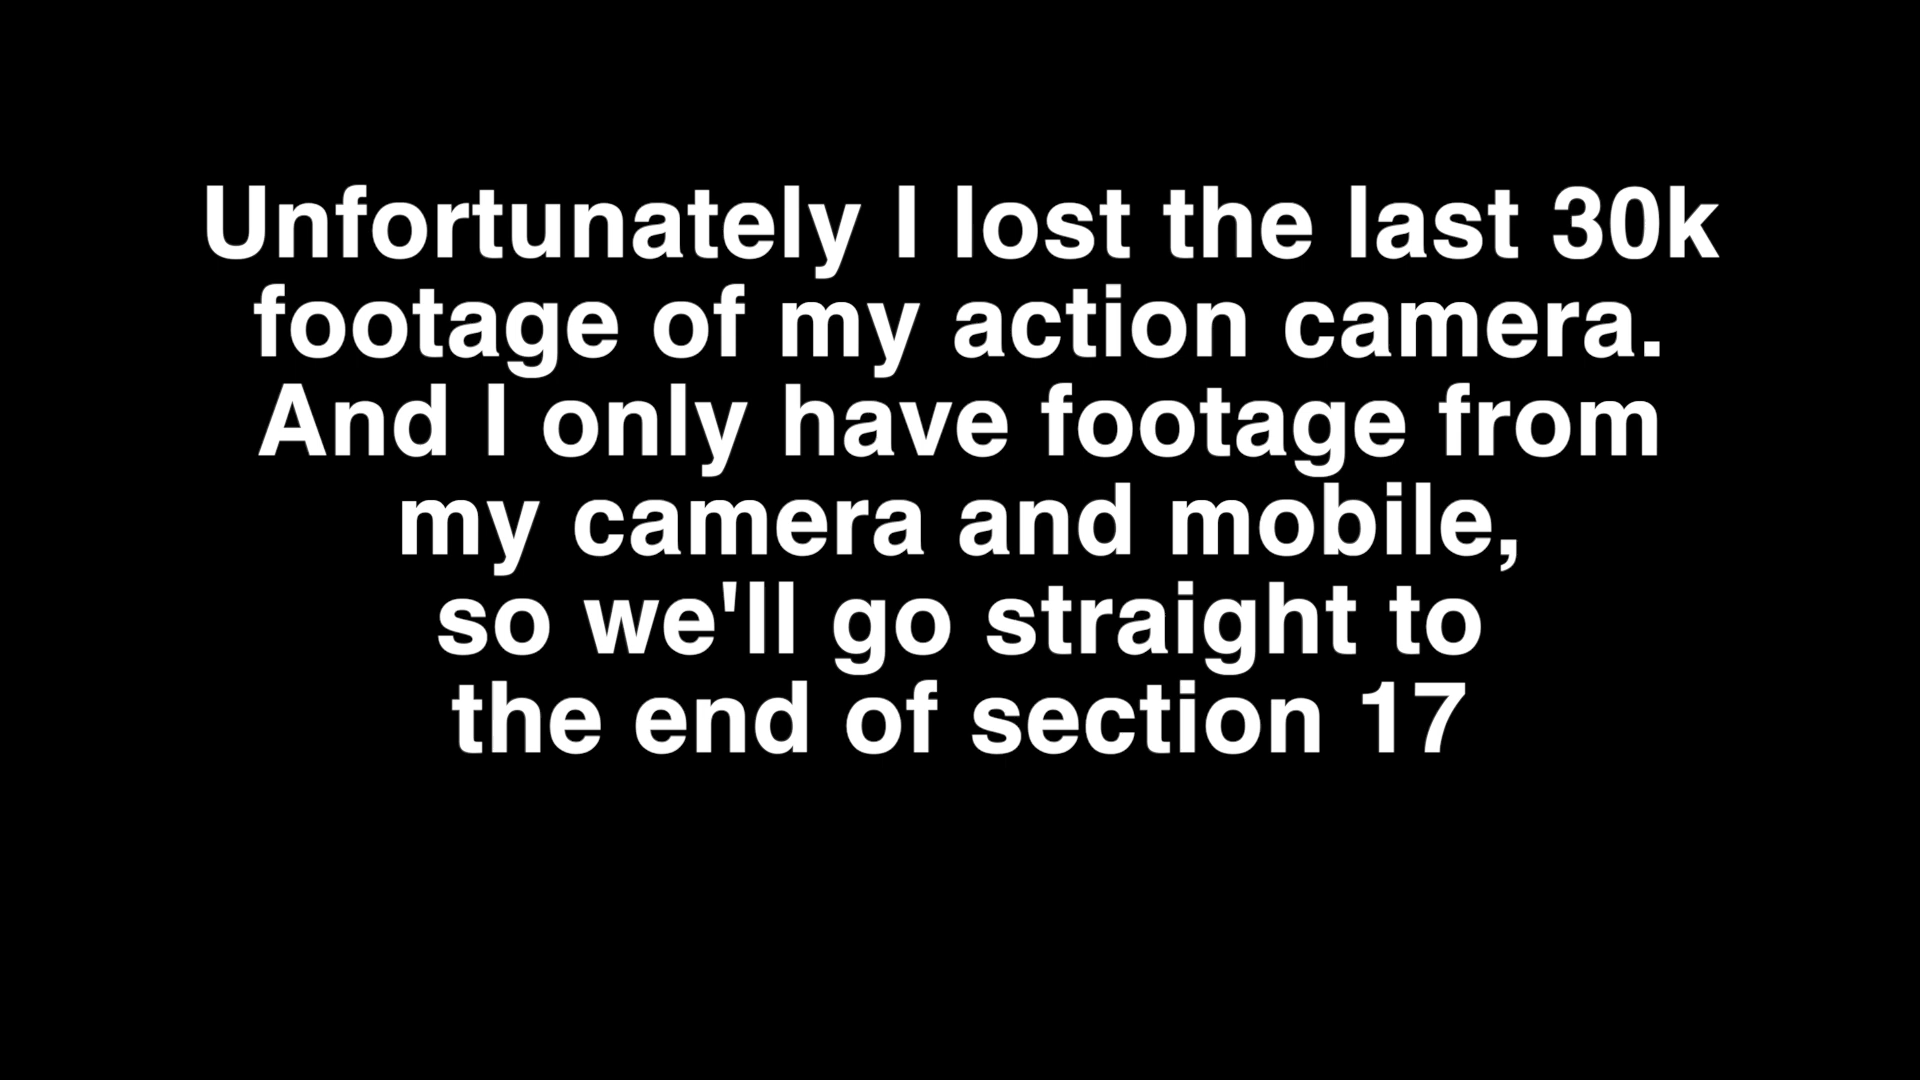 Unfortunately I lost the last 30k
footage of my action camera.
And I only have footage from
my camera and mobile,
so we'll go straight to
the end of section 17